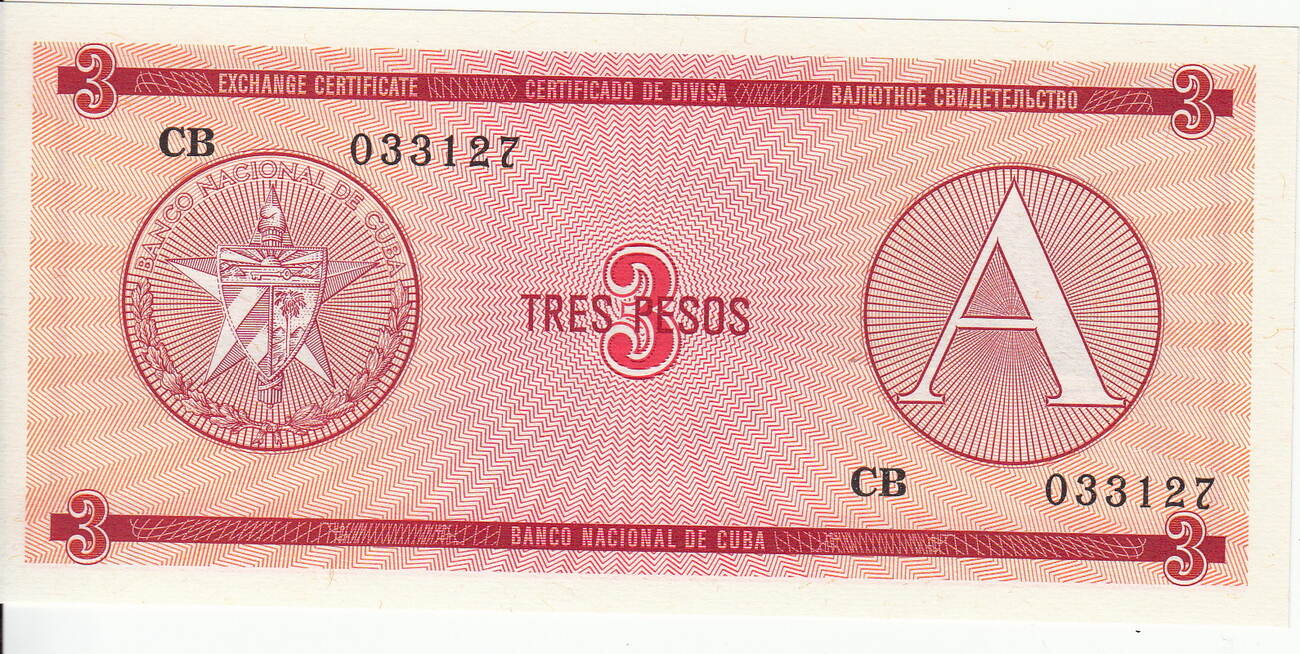 3 EXCHANGE CERTIFICATE CERTIFICADO DE DIVISA ВАЛЮТНОЕ СВИДЕТЕЛЬСТВО 3
CB 033127
BANCO NACIONAL DE CUBA
3
TRES PESOS
A
CB 033127
3 BANCO NACIONAL DE CUBA 3